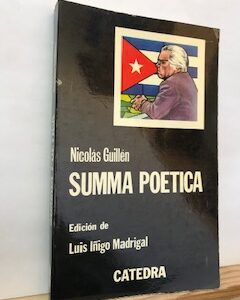 Nicolás Guillén
SUMMA POETICA
Edición de
Luis Iñigo Madrigal
CATEDRA